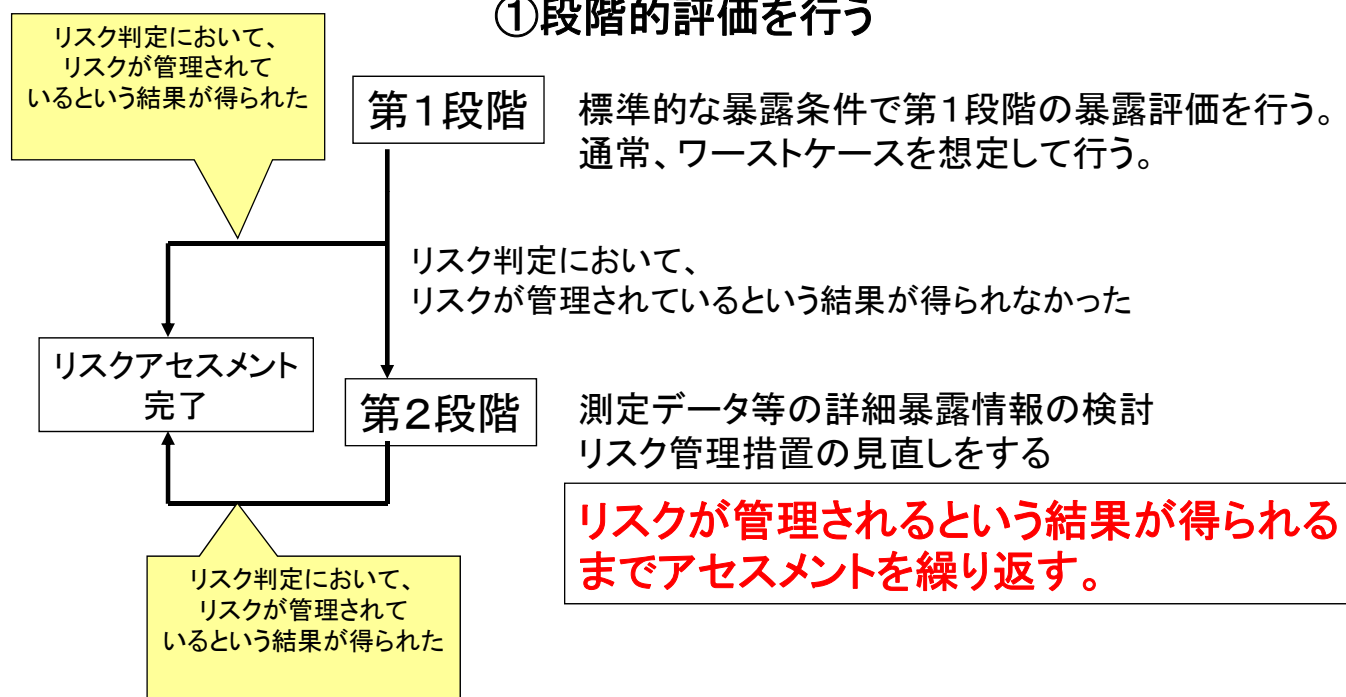 ①段階的評価を行う
リスク判定において、
リスクが管理されて
いるという結果が得られた
第１段階
標準的な暴露条件で第１段階の暴露評価を行う。
通常、ワーストケースを想定して行う。
リスク判定において、
リスクが管理されているという結果が得られなかった
リスクアセスメント
完了
第２段階
測定データ等の詳細暴露情報の検討
リスク管理措置の見直しをする
リスクが管理されるという結果が得られる
までアセスメントを繰り返す。
リスク判定において、
リスクが管理されて
いるという結果が得られた